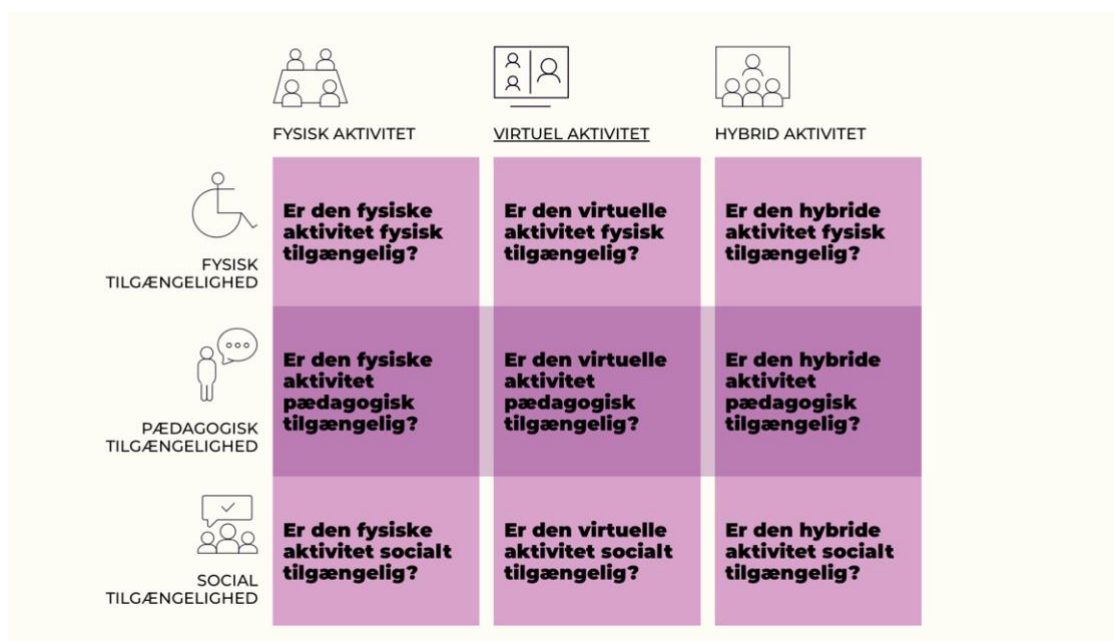 FYSISK AKTIVITET
VIRTUEL AKTIVITET
HYBRID AKTIVITET
FYSISK
TILGÆNGELIGHED
Er den fysiske
aktivitet fysisk
tilgængelig?
Er den virtuelle
aktivitet fysisk
tilgængelig?
Er den hybride
aktivitet fysisk
tilgængelig?
PÆDAGOGISK
TILGÆNGELIGHED
Er den fysiske
aktivitet
pædagogisk
tilgængelig?
Er den virtuelle
aktivitet
pædagogisk
tilgængelig?
Er den hybride
aktivitet
pædagogisk
tilgængelig?
SOCIAL
TILGÆNGELIGHED
Er den fysiske
aktivitet socialt
tilgængelig?
Er den virtuelle
aktivitet socialt
tilgængelig?
Er den hybride
aktivitet socialt
tilgængelig?